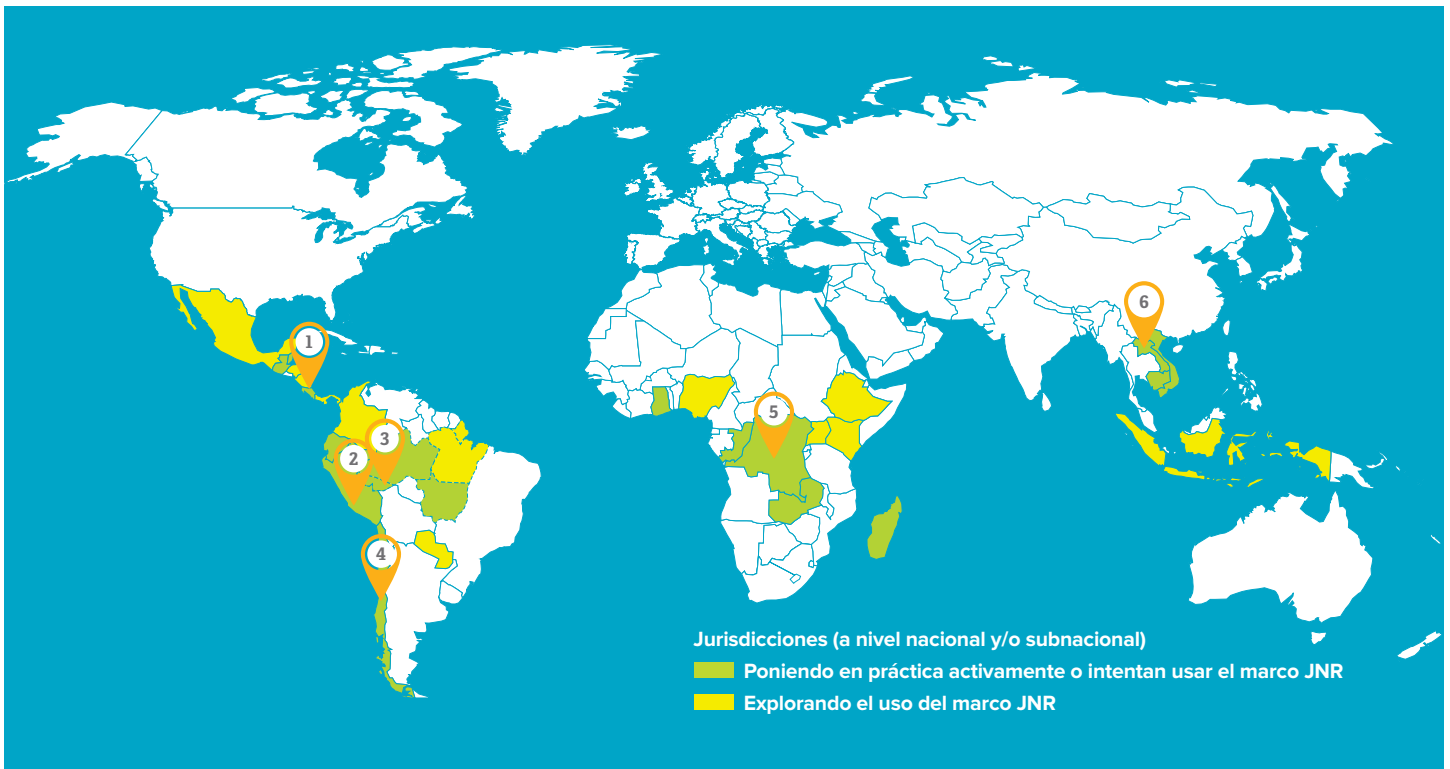 1
2
3
4
5
6
Jurisdicciones (a nivel nacional y/o subnacional)
Poniendo en práctica activamente o intentan usar el marco JNR
Explorando el uso del marco JNR